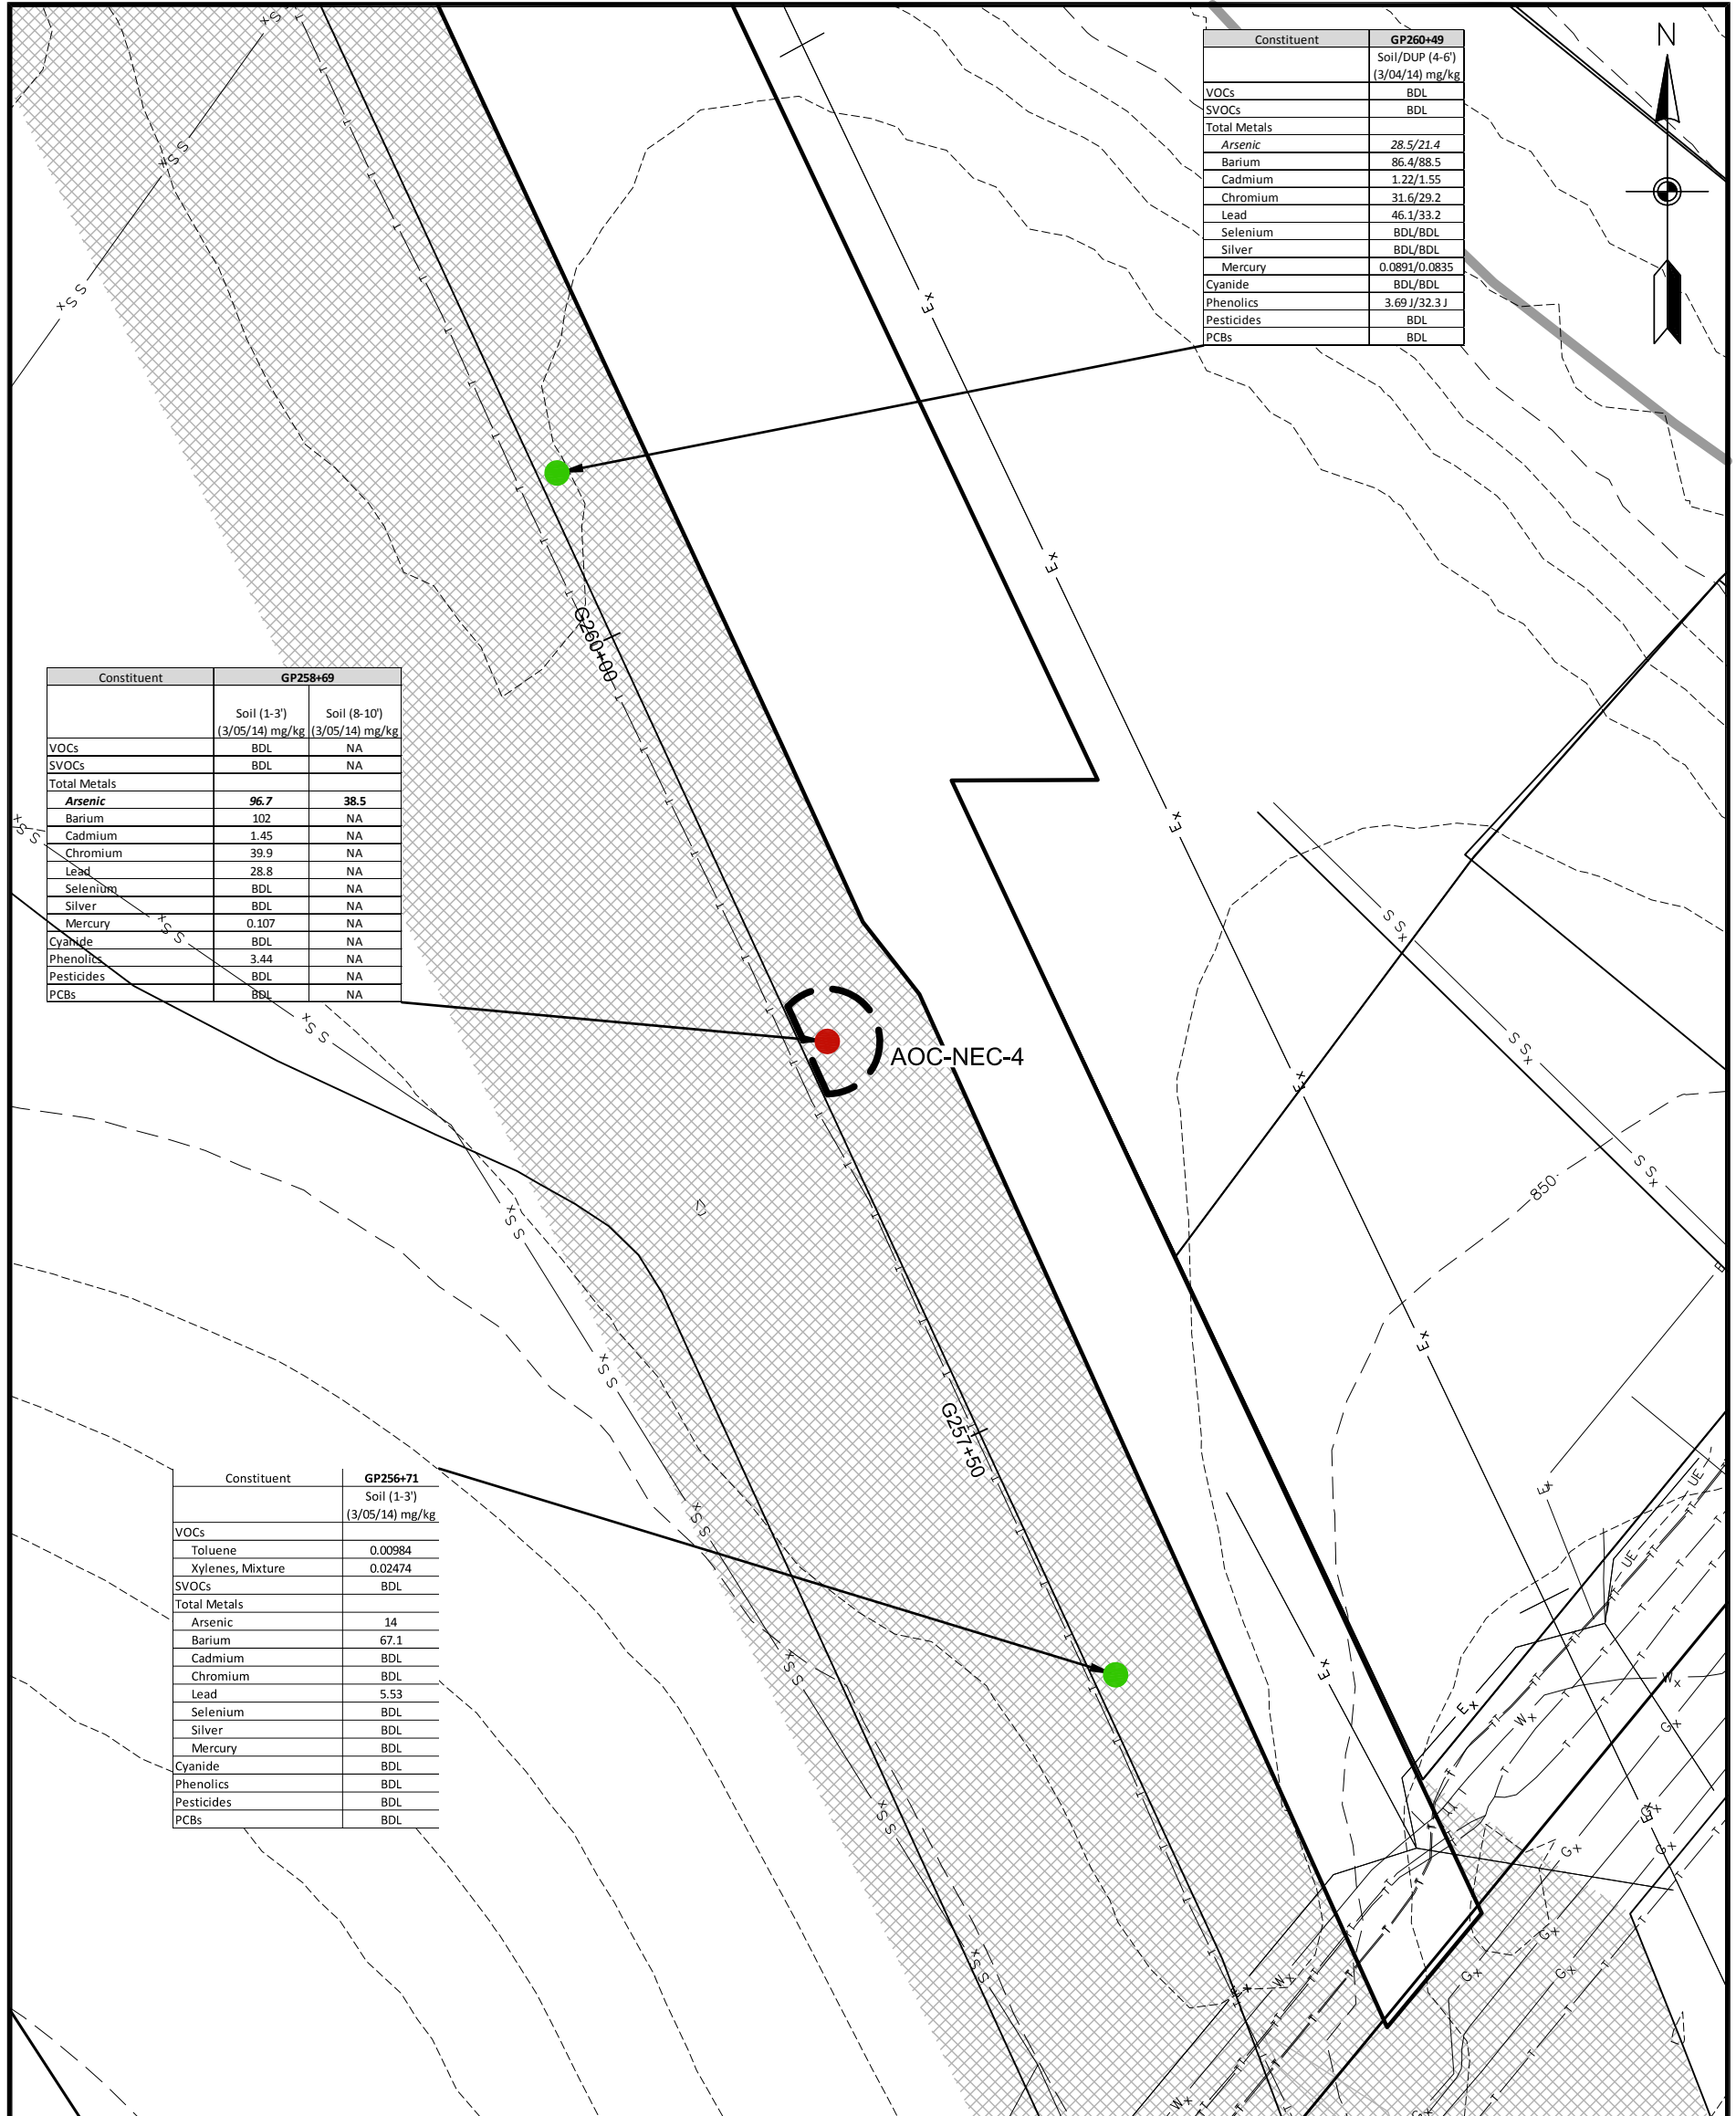 N
Constituent GP260+49
Soil/DUP (4-6')
(3/04/14) mg/kg
VOCs BDL
SVOCs BDL
Total Metals
Arsenic 28.5/21.4
Barium 86.4/88.5
Cadmium 1.22/1.55
Chromium 31.6/29.2
Lead 46.1/33.2
Selenium BDL/BDL
Silver BDL/BDL
Mercury 0.0891/0.0835
Cyanide BDL/BDL
Phenolics 3.69 J/32.3 J
Pesticides BDL
PCBs BDL
G260+00
Constituent GP258+69
Soil (1-3') Soil (8-10')
(3/05/14) mg/kg (3/05/14) mg/kg
VOCs BDL NA
SVOCs BDL NA
Total Metals
Arsenic 96.7 38.5
Barium 102 NA
Cadmium 1.45 NA
Chromium 39.9 NA
Lead 28.8 NA
Selenium BDL NA
Silver BDL NA
Mercury 0.107 NA
Cyanide BDL NA
Phenolics 3.44 NA
Pesticides BDL NA
PCBs BDL NA
AOC-NEC-4
850
G257+50
Constituent GP256+71
Soil (1-3')
(3/05/14) mg/kg
VOCs
Toluene 0.00984
Xylenes, Mixture 0.02474
SVOCs BDL
Total Metals
Arsenic 14
Barium 67.1
Cadmium BDL
Chromium BDL
Lead 5.53
Selenium BDL
Silver BDL
Mercury BDL
Cyanide BDL
Phenolics BDL
Pesticides BDL
PCBs BDL
UE
UE